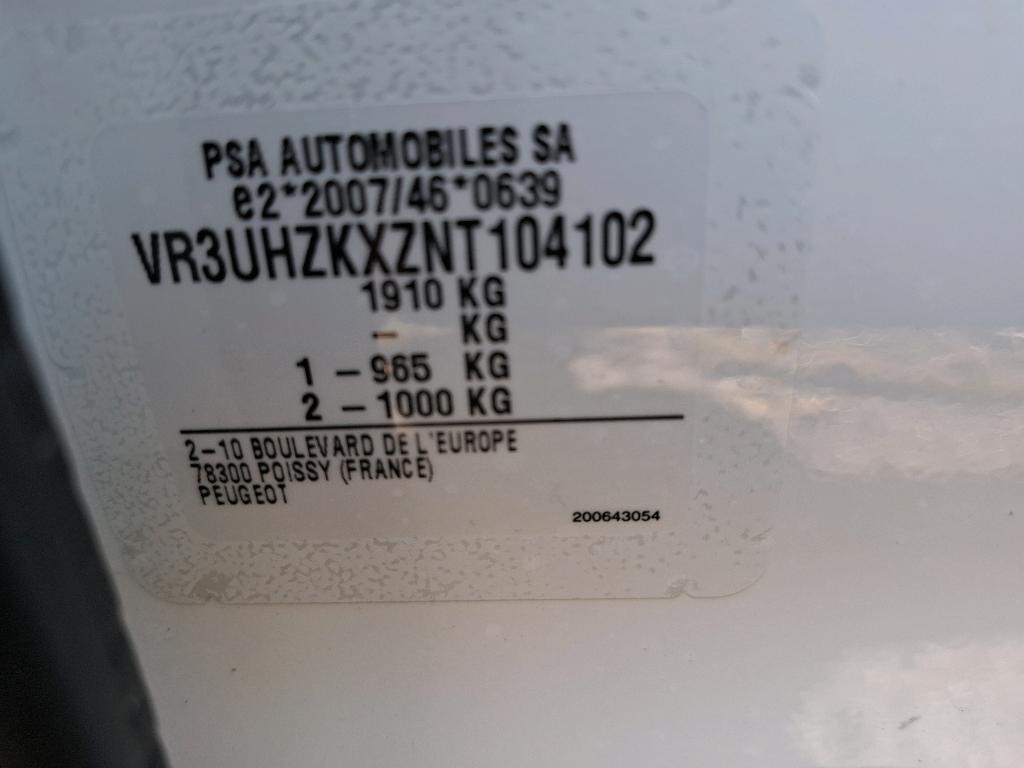 PSA AUTOMOBILES SA
e2*2007/46*0639
VR3UHZKXZNT104102
1910 KG
- KG
1 - 965 KG
2 - 1000 KG
2-10 BOULEVARD DE L'EUROPE
78300 POISSY (FRANCE)
PEUGEOT
200643054